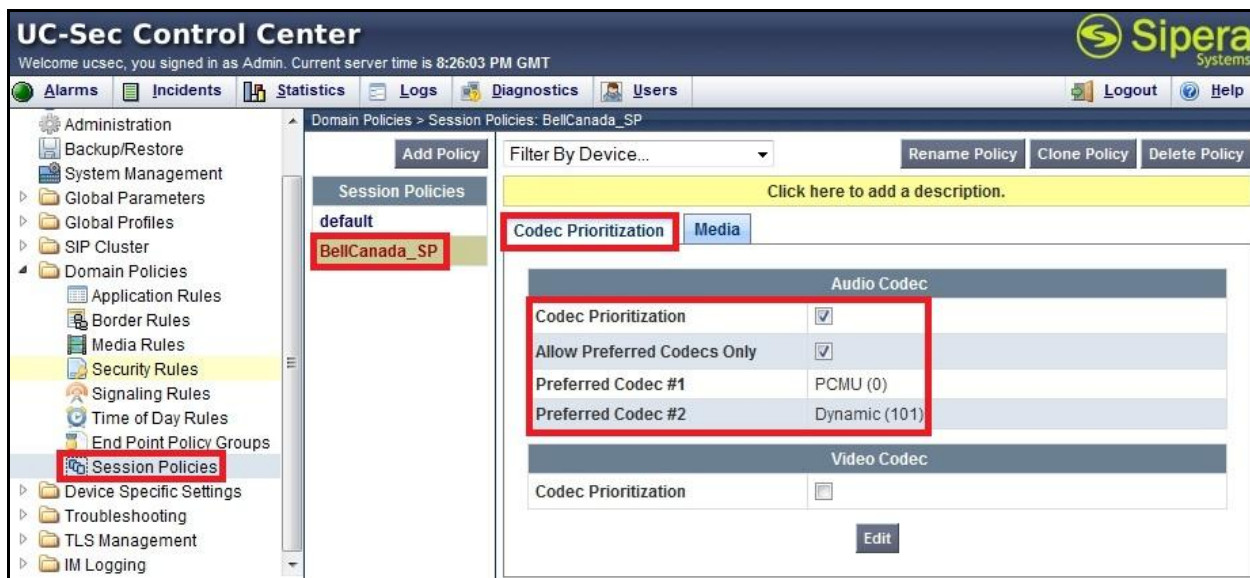 UC-Sec Control Center
Welcome ucsec, you signed in as Admin. Current server time is 8:26:03 PM GMT
Sipera
Systems
Alarms Incidents Statistics Logs Diagnostics Users Logout Help
Administration
Backup/Restore
System Management
Global Parameters
Global Profiles
SIP Cluster
Domain Policies
Application Rules
Border Rules
Media Rules
Security Rules
Signaling Rules
Time of Day Rules
End Point Policy Groups
Session Policies
Device Specific Settings
Troubleshooting
TLS Management
IM Logging
Domain Policies > Session Policies: BellCanada_SP
Add Policy
Session Policies
default
BellCanada_SP
Filter By Device...
Rename Policy Clone Policy Delete Policy
Click here to add a description.
Codec Prioritization Media
Audio Codec
Codec Prioritization
Allow Preferred Codecs Only
Preferred Codec #1 PCMU (0)
Preferred Codec #2 Dynamic (101)
Video Codec
Codec Prioritization
Edit